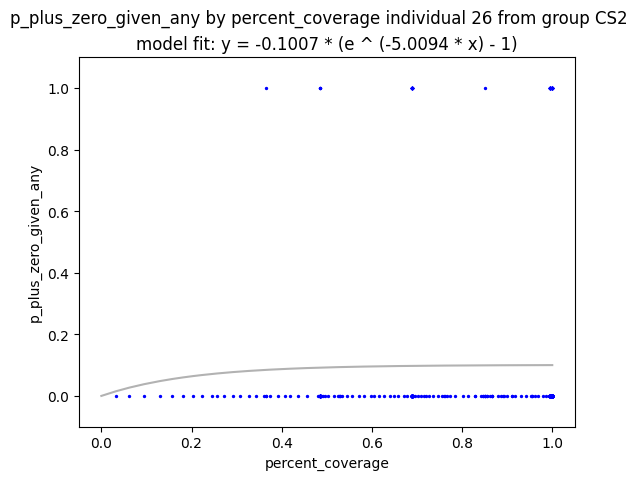 p_plus_zero_given_any by percent_coverage individual 26 from group CS2
model fit: y = -0.1007 * (e ^ (-5.0094 * x) - 1)
1.0
0.8
0.6
0.4
0.2
0.0
p_plus_zero_given_any
0.0 0.2 0.4 0.6 0.8 1.0
percent_coverage